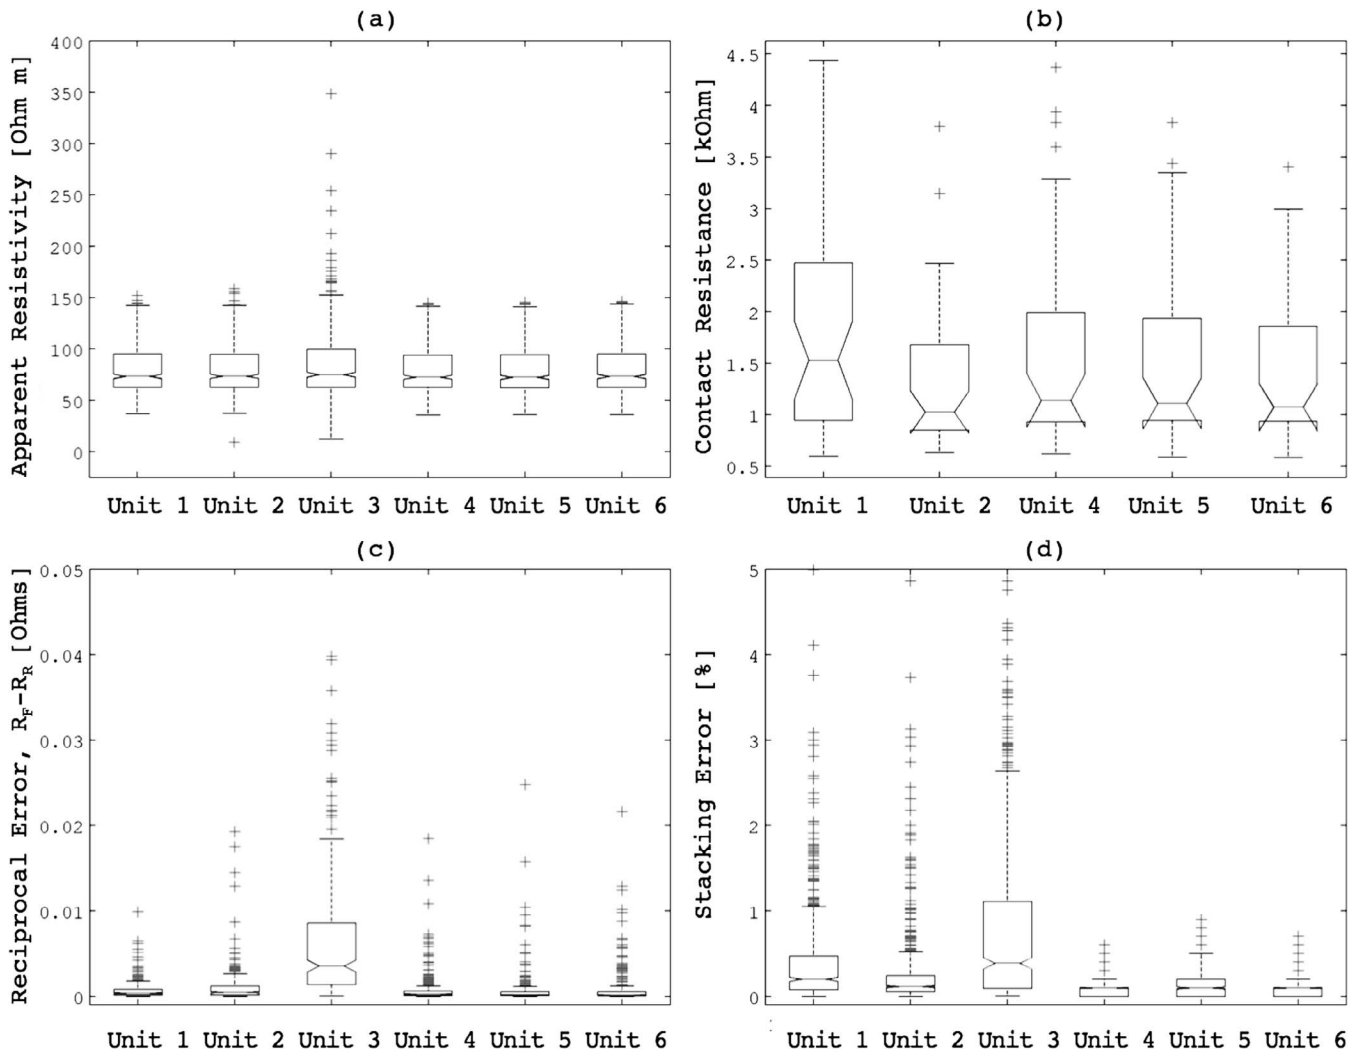 (a)
Apparent Resistivity [Ohm m]
400
350
300
250
200
150
100
50
0
Unit 1 Unit 2 Unit 3 Unit 4 Unit 5 Unit 6
(b)
Contact Resistance [kOhm]
4.5
4
3.5
3
2.5
2
1.5
1
0.5
Unit 1 Unit 2 Unit 4 Unit 5 Unit 6
(c)
Reciprocal Error, R_F-R_R [Ohms]
0.05
0.04
0.03
0.02
0.01
0
Unit 1 Unit 2 Unit 3 Unit 4 Unit 5 Unit 6
(d)
Stacking Error [%]
5
4
3
2
1
0
Unit 1 Unit 2 Unit 3 Unit 4 Unit 5 Unit 6